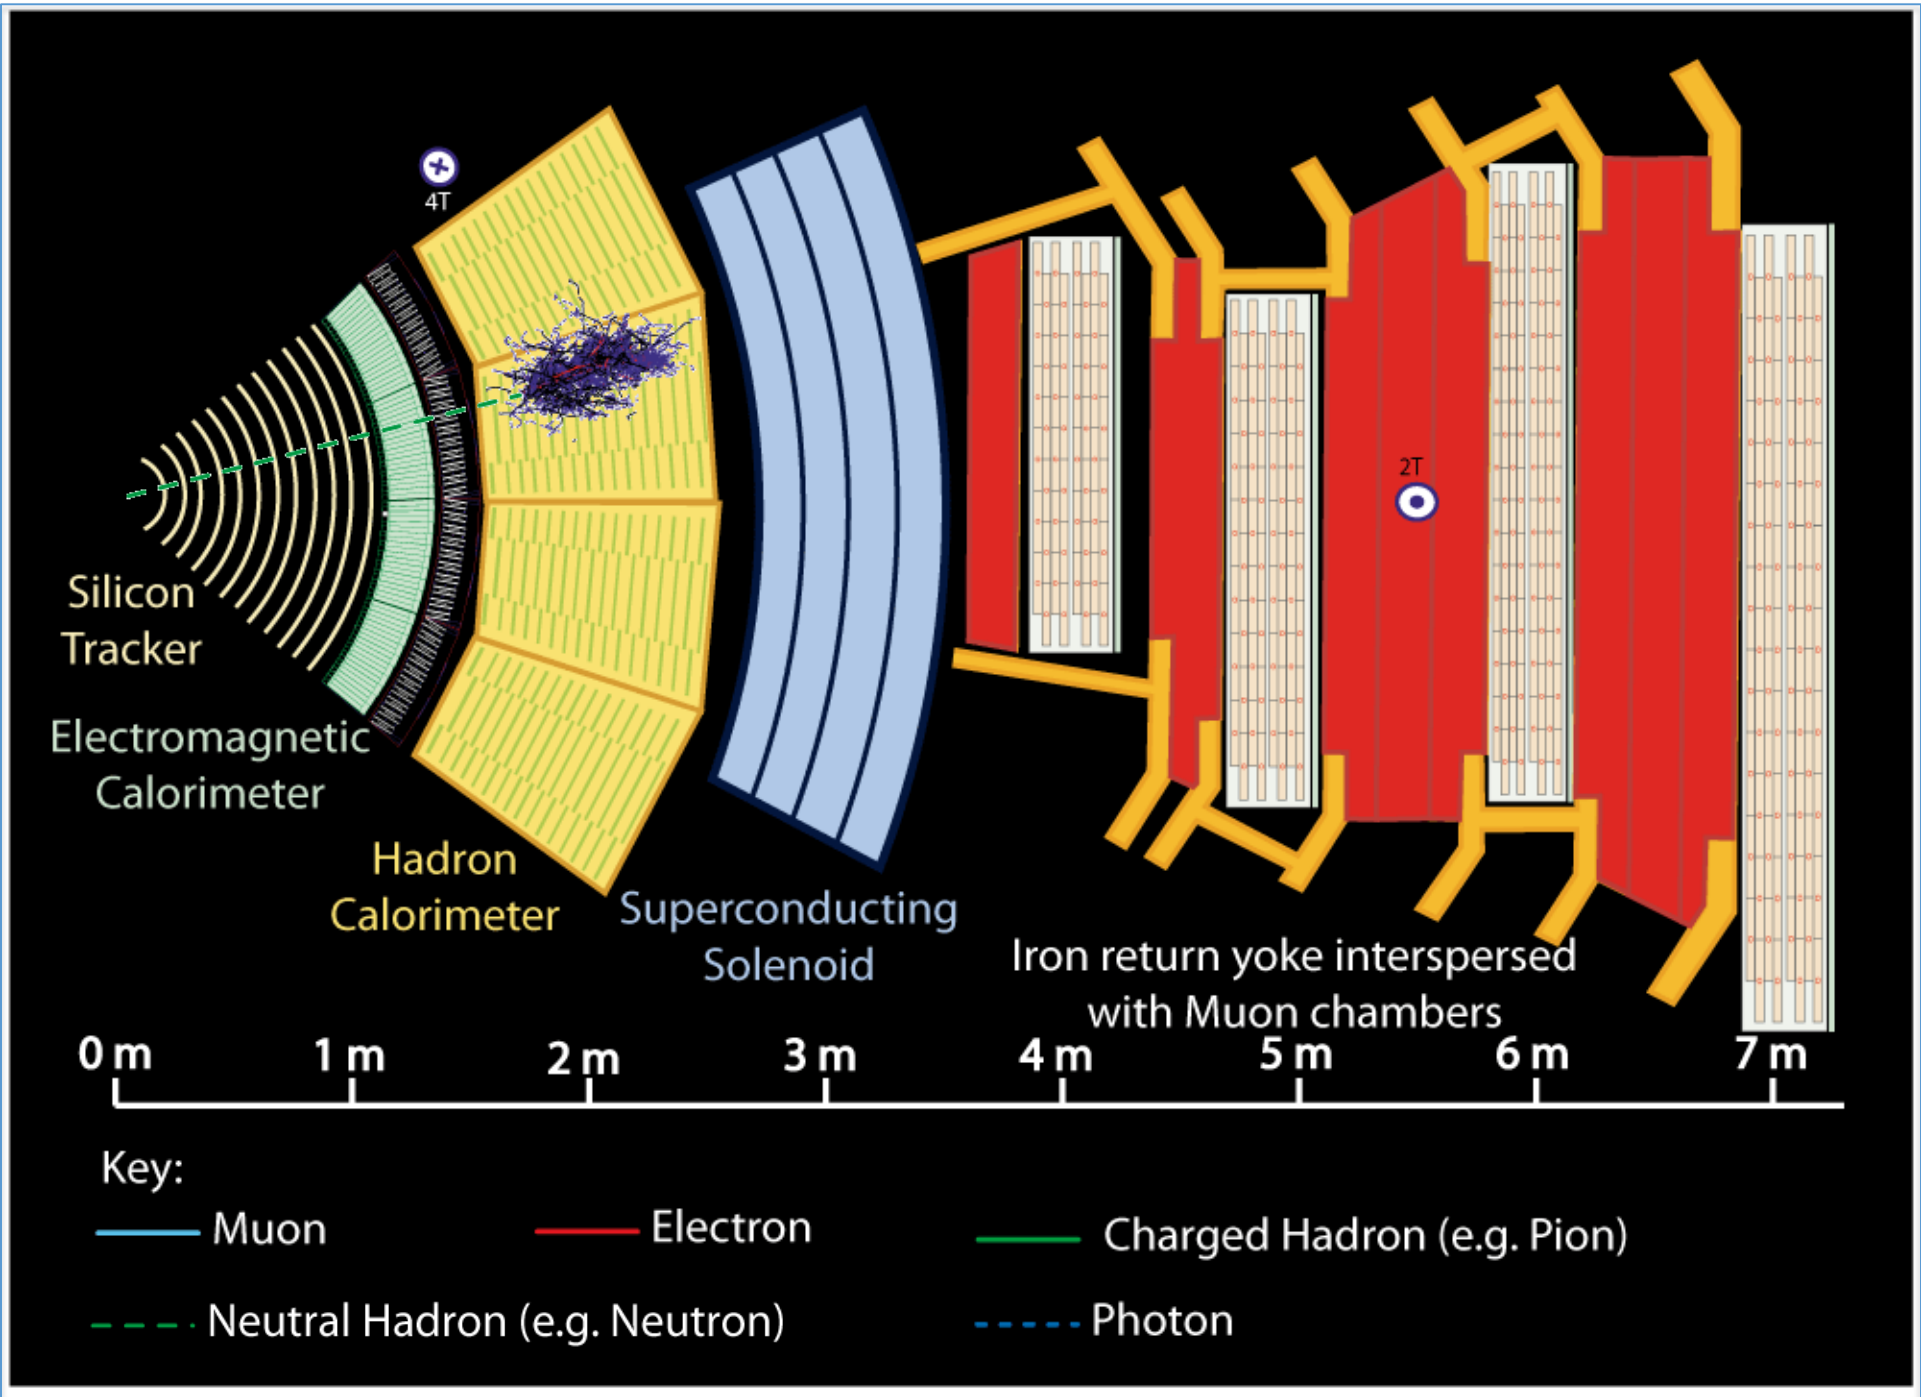 4T
2T
Silicon
Tracker
Electromagnetic
Calorimeter
Hadron
Calorimeter
Superconducting
Solenoid
Iron return yoke interspersed
with Muon chambers
0 m 1 m 2 m 3 m 4 m 5 m 6 m 7 m
Key:
Muon Electron Charged Hadron (e.g. Pion)
Neutral Hadron (e.g. Neutron) Photon